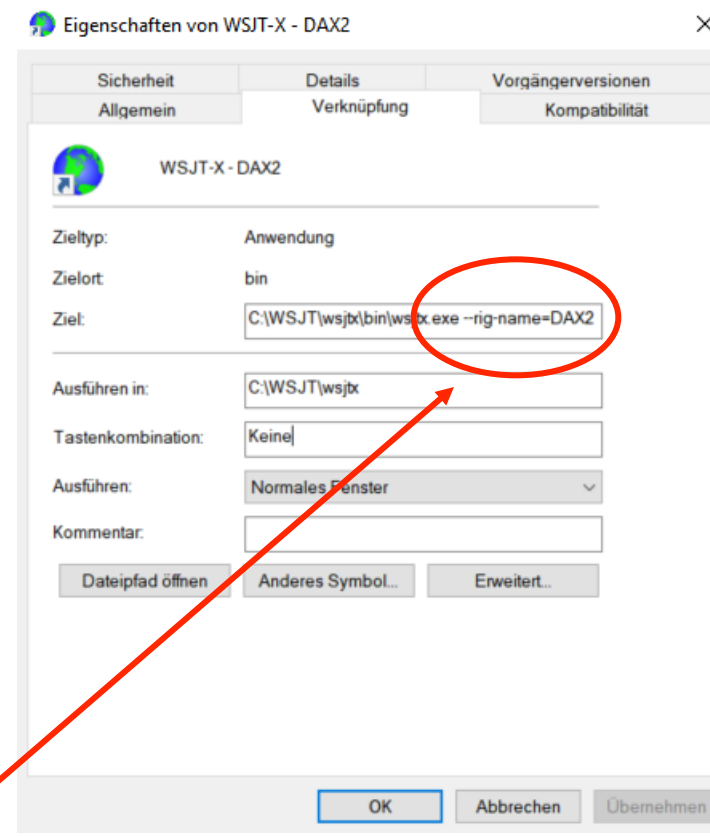 Eigenschaften von WSJT-X - DAX2
Sicherheit Details Vorgängerversionen
Allgemein Verknüpfung Kompatibilität
WSJT-X - DAX2
Zieltyp: Anwendung
Zielort: bin
Ziel: C:\WSJT\wsjtx\bin\wsjtx.exe --rig-name=DAX2
Ausführen in: C:\WSJT\wsjtx
Tastenkombination: Keine
Ausführen: Normales Fenster
Kommentar:
Dateipfad öffnen Anderes Symbol... Erweitert...
OK Abbrechen Übernehmen